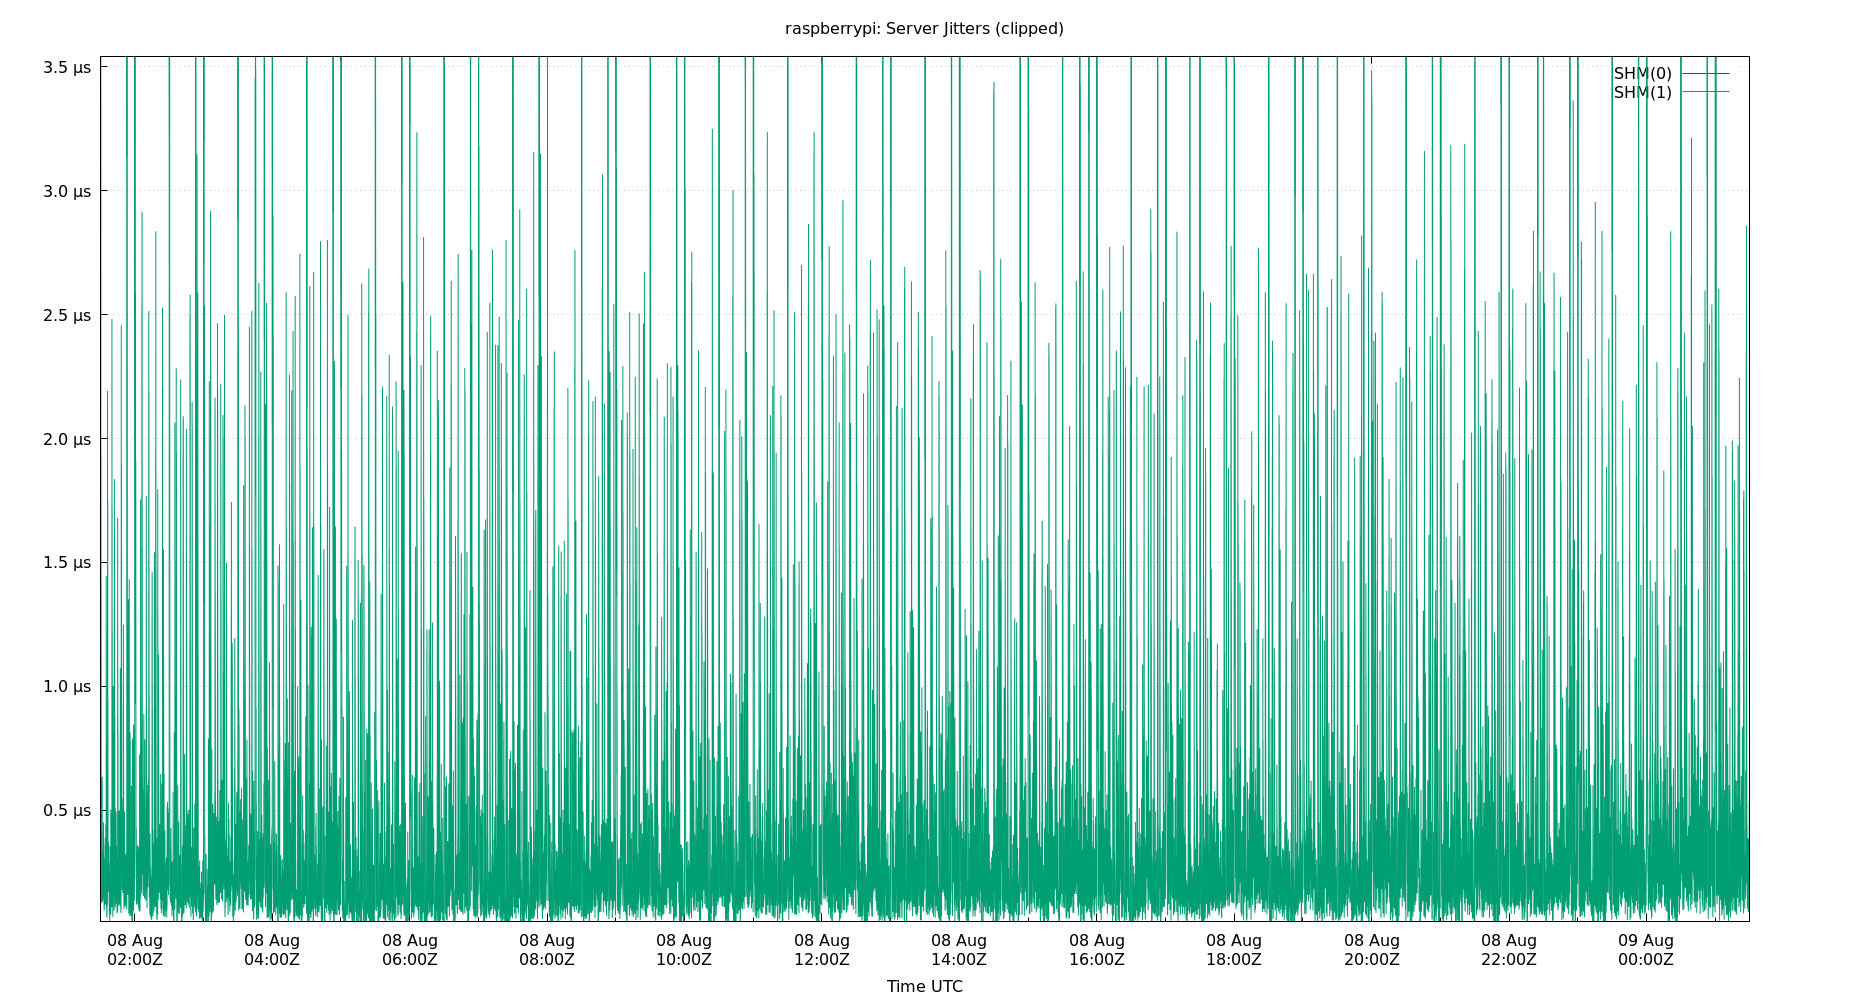 raspberrypi: Server Jitters (clipped)
3.5 µs
3.0 µs
2.5 µs
2.0 µs
1.5 µs
1.0 µs
0.5 µs
SHM(0)
SHM(1)
08 Aug 02:00Z
08 Aug 04:00Z
08 Aug 06:00Z
08 Aug 08:00Z
08 Aug 10:00Z
08 Aug 12:00Z
08 Aug 14:00Z
08 Aug 16:00Z
08 Aug 18:00Z
08 Aug 20:00Z
08 Aug 22:00Z
09 Aug 00:00Z
Time UTC